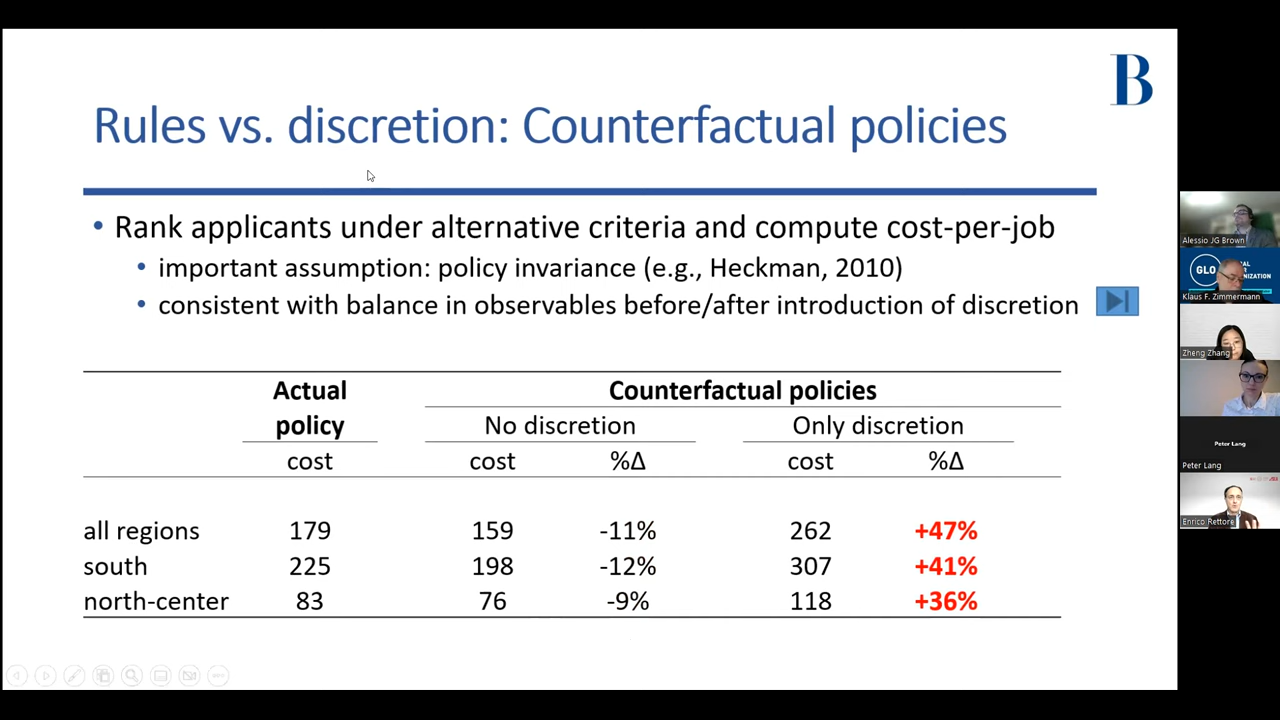 B
Rules vs. discretion: Counterfactual policies
• Rank applicants under alternative criteria and compute cost-per-job
• important assumption: policy invariance (e.g., Heckman, 2010)
• consistent with balance in observables before/after introduction of discretion
Actual policy
Counterfactual policies
No discretion
Only discretion
cost cost %Δ cost %Δ
all regions 179 159 -11% 262 +47%
south 225 198 -12% 307 +41%
north-center 83 76 -9% 118 +36%
Alessio JG Brown
GLO
Klaus F. Zimmermann
Zheng Zhang
Peter Lang
Peter Lang
Enrico Rettore